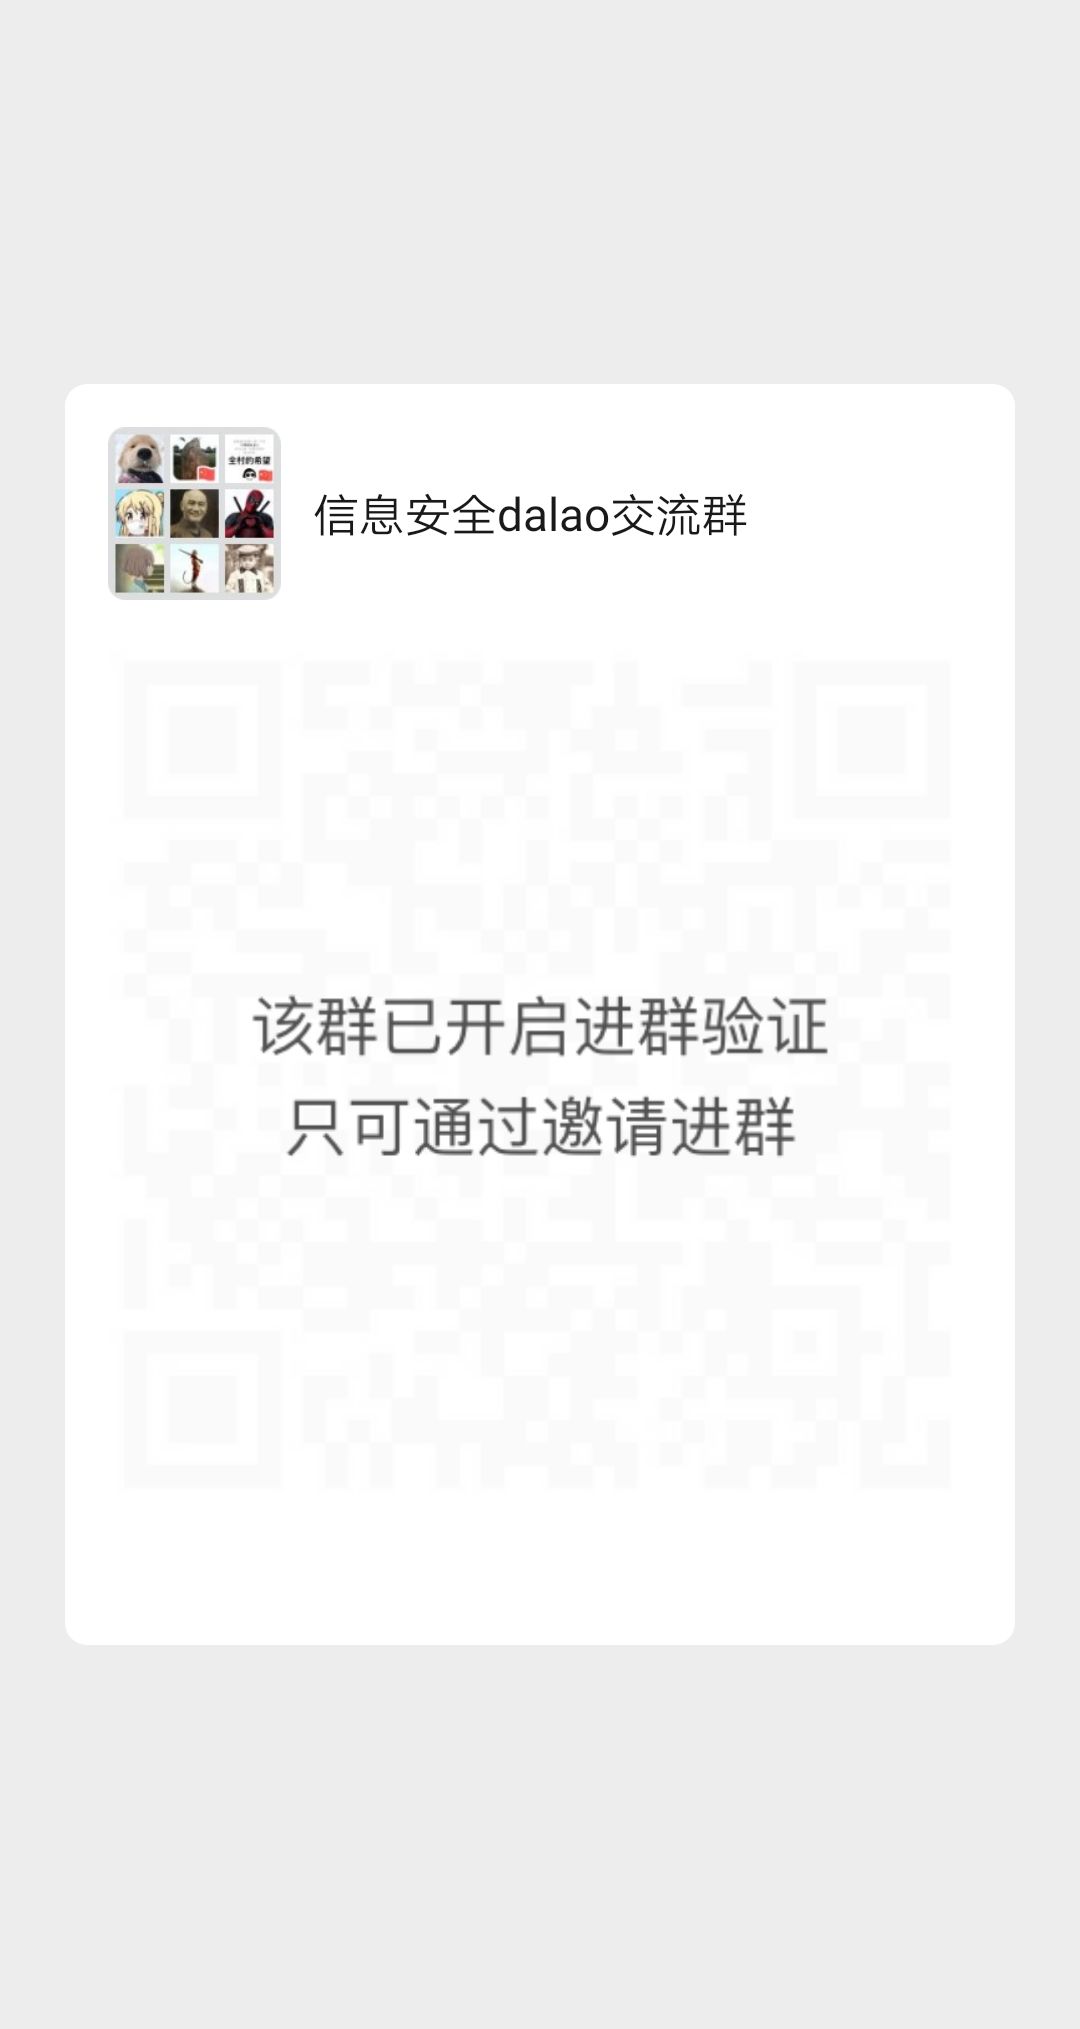 全村的希望
信息安全dalao交流群
该群已开启进群验证
只可通过邀请进群